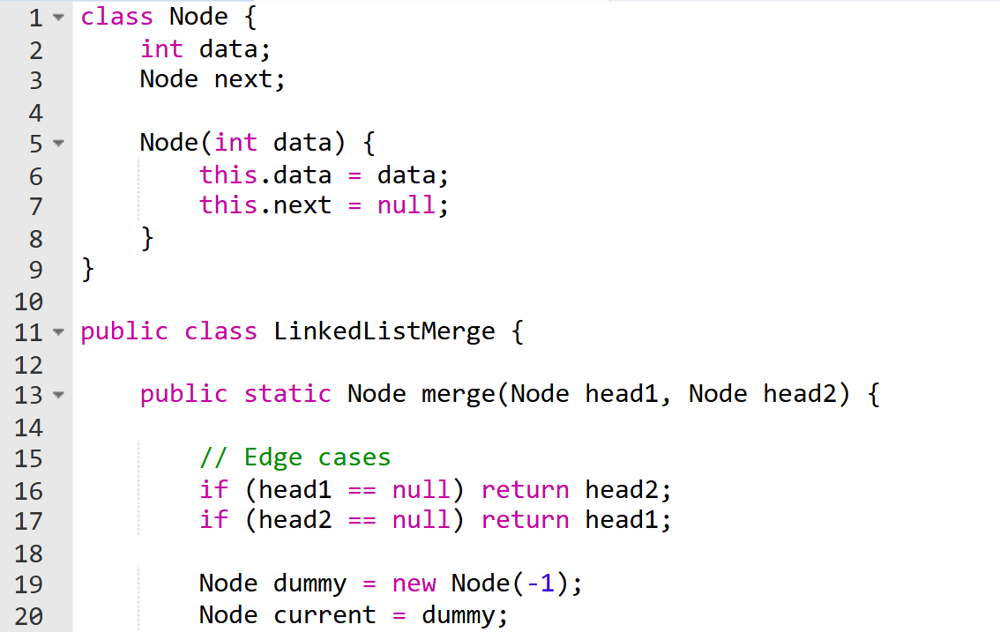 1 class Node {
2     int data;
3     Node next;
4
5     Node(int data) {
6         this.data = data;
7         this.next = null;
8     }
9 }
10
11 public class LinkedListMerge {
12
13     public static Node merge(Node head1, Node head2) {
14
15         // Edge cases
16         if (head1 == null) return head2;
17         if (head2 == null) return head1;
18
19         Node dummy = new Node(-1);
20         Node current = dummy;